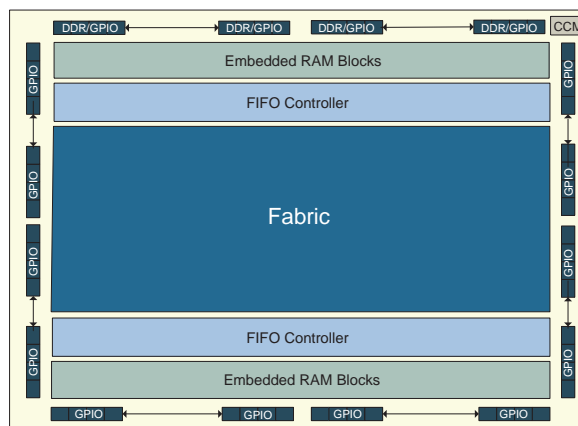 DDR/GPIO DDR/GPIO DDR/GPIO DDR/GPIO CCM
Embedded RAM Blocks
GPIO
GPIO
FIFO Controller
GPIO
GPIO
Fabric
GPIO
GPIO
FIFO Controller
GPIO
GPIO
Embedded RAM Blocks
GPIO GPIO GPIO GPIO